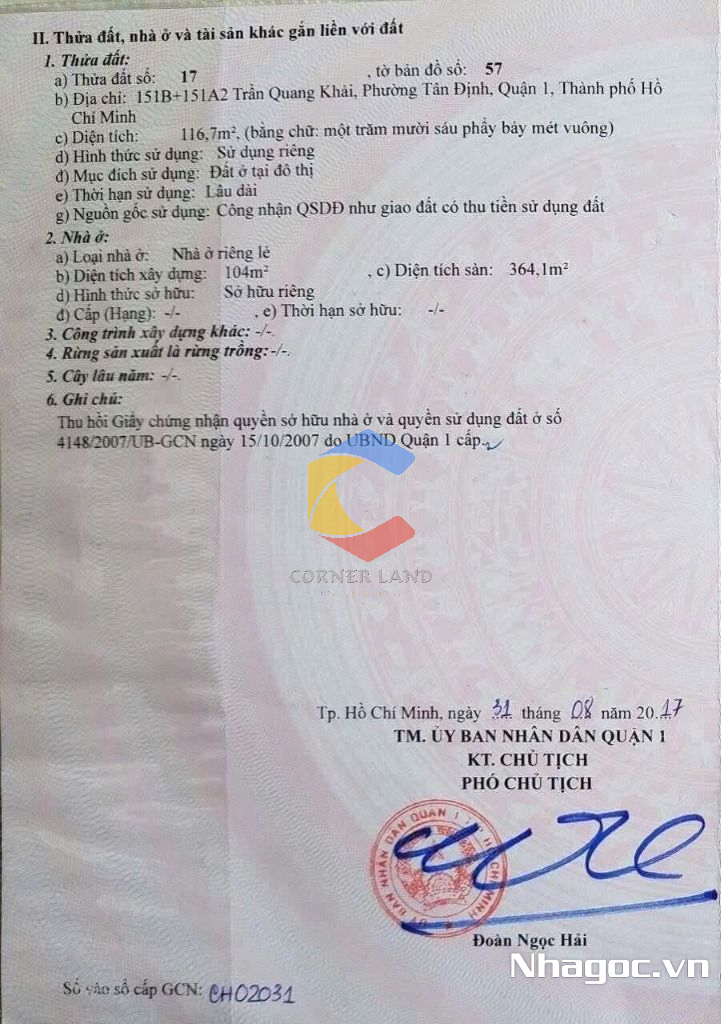 II. Thửa đất, nhà ở và tài sản khác gắn liền với đất
1. Thửa đất:
a) Thửa đất số: 17 , tờ bản đồ số: 57
b) Địa chỉ: 151B+151A2 Trần Quang Khải, Phường Tân Định, Quận 1, Thành phố Hồ
Chí Minh
c) Diện tích: 116,7m², (bằng chữ: một trăm mười sáu phẩy bảy mét vuông)
d) Hình thức sử dụng: Sử dụng riêng
đ) Mục đích sử dụng: Đất ở tại đô thị
e) Thời hạn sử dụng: Lâu dài
g) Nguồn gốc sử dụng: Công nhận QSDĐ như giao đất có thu tiền sử dụng đất
2. Nhà ở:
a) Loại nhà ở: Nhà ở riêng lẻ
b) Diện tích xây dựng: 104m² , c) Diện tích sàn: 364,1m²
d) Hình thức sở hữu: Sở hữu riêng
đ) Cấp (Hạng): -/- , e) Thời hạn sở hữu: -/-
3. Công trình xây dựng khác: -/-.
4. Rừng sản xuất là rừng trồng: -/-.
5. Cây lâu năm: -/-.
6. Ghi chú:
Thu hồi Giấy chứng nhận quyền sở hữu nhà ở và quyền sử dụng đất ở số
4148/2007/UB-GCN ngày 15/10/2007 do UBND Quận 1 cấp.
CORNER LAND
Tp. Hồ Chí Minh, ngày 31 tháng 08 năm 2017
TM. ỦY BAN NHÂN DÂN QUẬN 1
KT. CHỦ TỊCH
PHÓ CHỦ TỊCH
ỦY BAN NHÂN DÂN QUẬN 1 T.P HỒ CHÍ MINH
Đoàn Ngọc Hải
Nhagoc.vn
Số vào sổ cấp GCN: CH02031